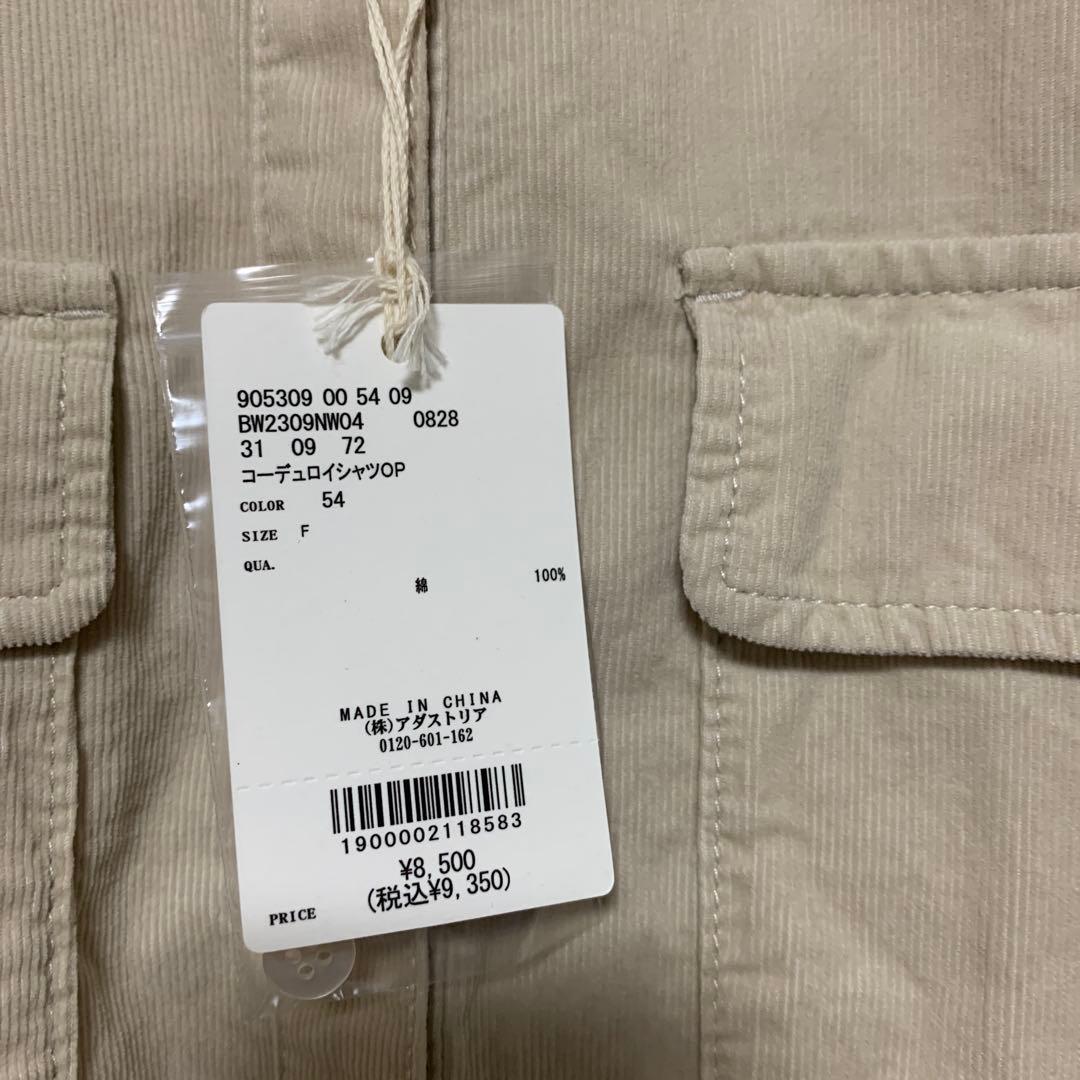 905309 00 54 09
BW2309NW04 0828
31 09 72
コーデュロイシャツOP
COLOR 54
SIZE F
QUA.
綿 100%
MADE IN CHINA
(株)アダストリア
0120-601-162
1900002118583
¥8,500
(税込¥9,350)
PRICE